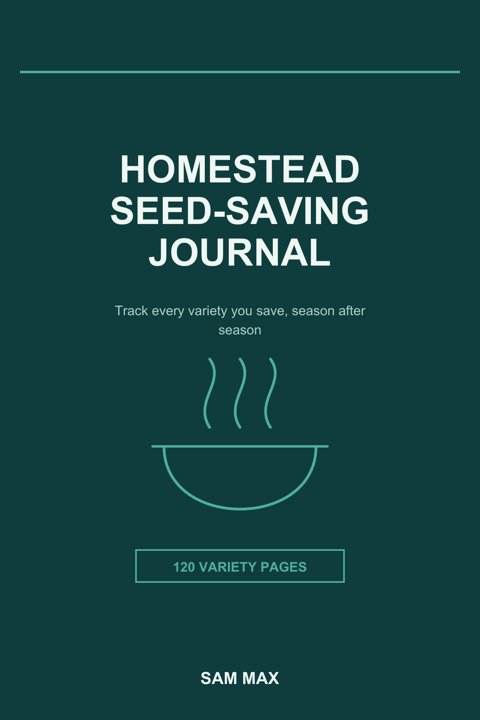 HOMESTEAD
SEED-SAVING
JOURNAL
Track every variety you save, season after
season
120 VARIETY PAGES
SAM MAX